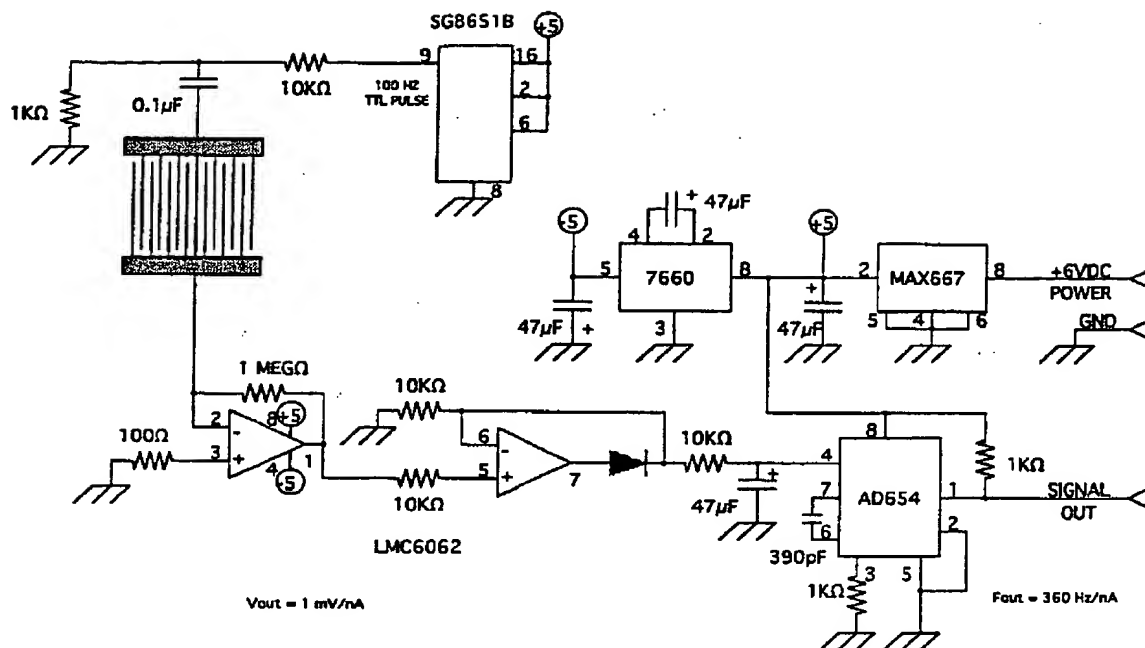 SG8651B
+5
9
16
100 HZ
TTL PULSE
2
6
8
10KΩ
1KΩ
0.1µF
47µF
+
-5
+5
4
2
5
7660
8
3
47µF
+
+
47µF
2
MAX667
8
5
4
6
+6VDC
POWER
GND
1 MEGΩ
2
-
8
+5
100Ω
3
+
4
-5
1
10KΩ
6
-
5
+
7
10KΩ
LMC6062
10KΩ
+
47µF
4
8
7
AD654
1
6
2
390pF
3
5
1KΩ
1KΩ
SIGNAL
OUT
Vout = 1 mV/nA
Fout = 360 Hz/nA